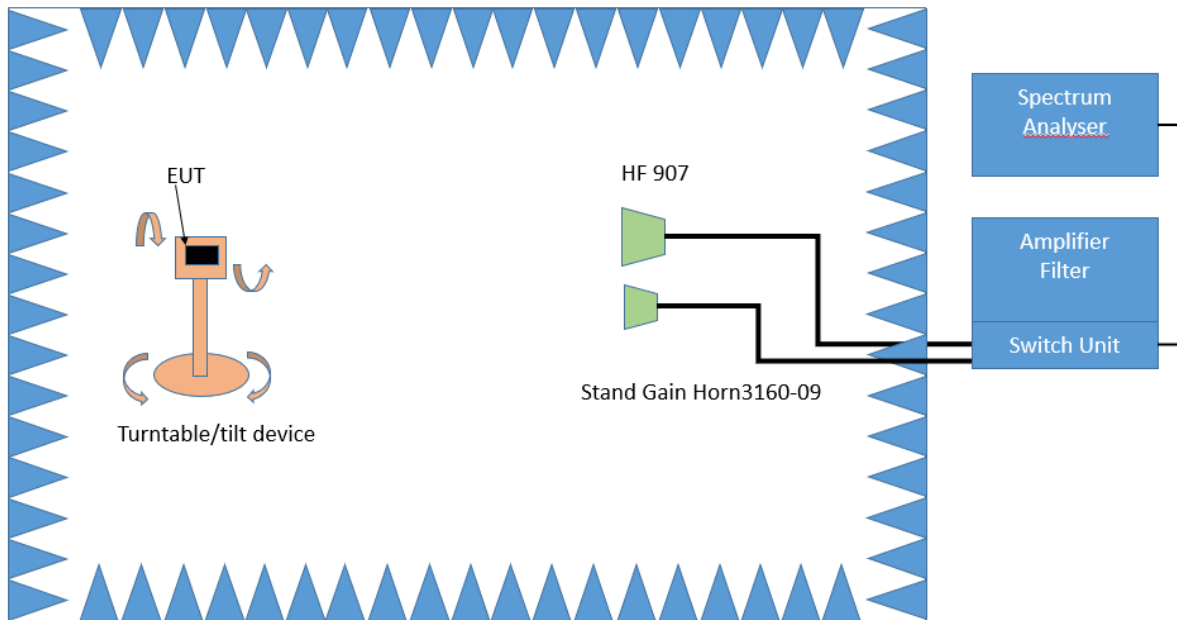 Spectrum
Analyser
EUT
HF 907
Amplifier
Filter
Switch Unit
Stand Gain Horn3160-09
Turntable/tilt device